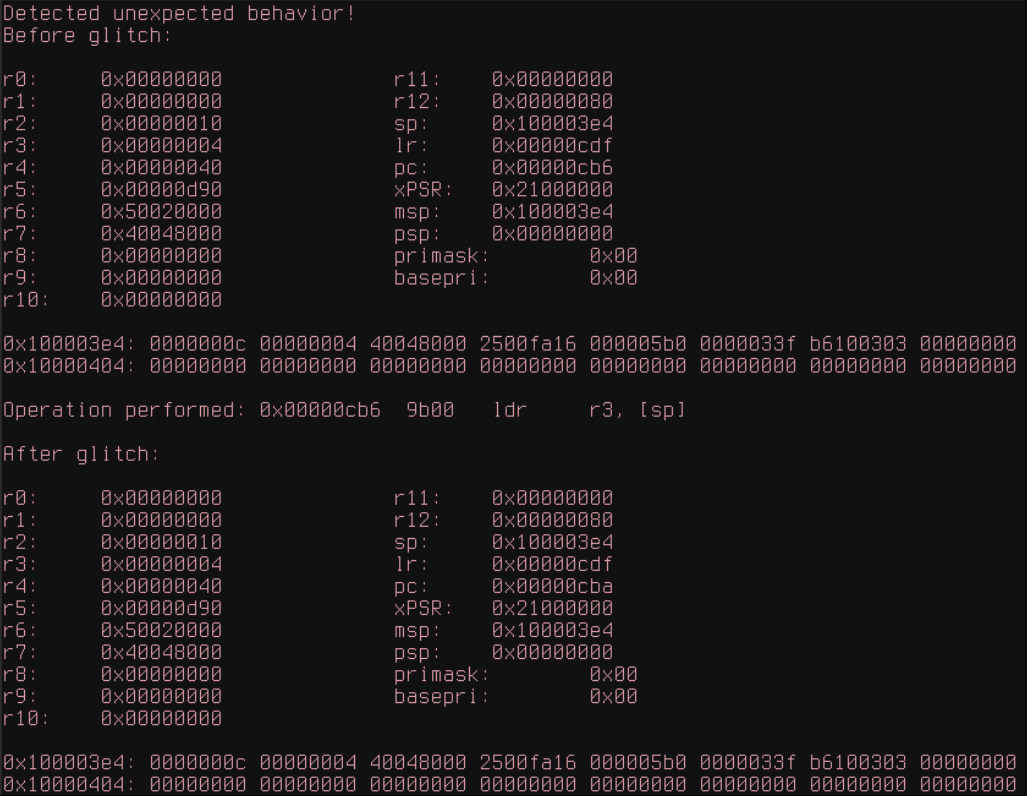 Detected unexpected behavior!
Before glitch:
r0: 0x00000000 r11: 0x00000000
r1: 0x00000000 r12: 0x00000080
r2: 0x00000010 sp: 0x100003e4
r3: 0x00000004 lr: 0x00000cdf
r4: 0x00000040 pc: 0x00000cb6
r5: 0x00000d90 xPSR: 0x21000000
r6: 0x50020000 msp: 0x100003e4
r7: 0x40048000 psp: 0x00000000
r8: 0x00000000 primask: 0x00
r9: 0x00000000 basepri: 0x00
r10: 0x00000000
0x100003e4: 0000000c 00000004 40048000 2500fa16 000005b0 0000033f b6100303 00000000
0x10000404: 00000000 00000000 00000000 00000000 00000000 00000000 00000000 00000000
Operation performed: 0x00000cb6 9b00 ldr r3, [sp]
After glitch:
r0: 0x00000000 r11: 0x00000000
r1: 0x00000000 r12: 0x00000080
r2: 0x00000010 sp: 0x100003e4
r3: 0x00000004 lr: 0x00000cdf
r4: 0x00000040 pc: 0x00000cba
r5: 0x00000d90 xPSR: 0x21000000
r6: 0x50020000 msp: 0x100003e4
r7: 0x40048000 psp: 0x00000000
r8: 0x00000000 primask: 0x00
r9: 0x00000000 basepri: 0x00
r10: 0x00000000
0x100003e4: 0000000c 00000004 40048000 2500fa16 000005b0 0000033f b6100303 00000000
0x10000404: 00000000 00000000 00000000 00000000 00000000 00000000 00000000 00000000